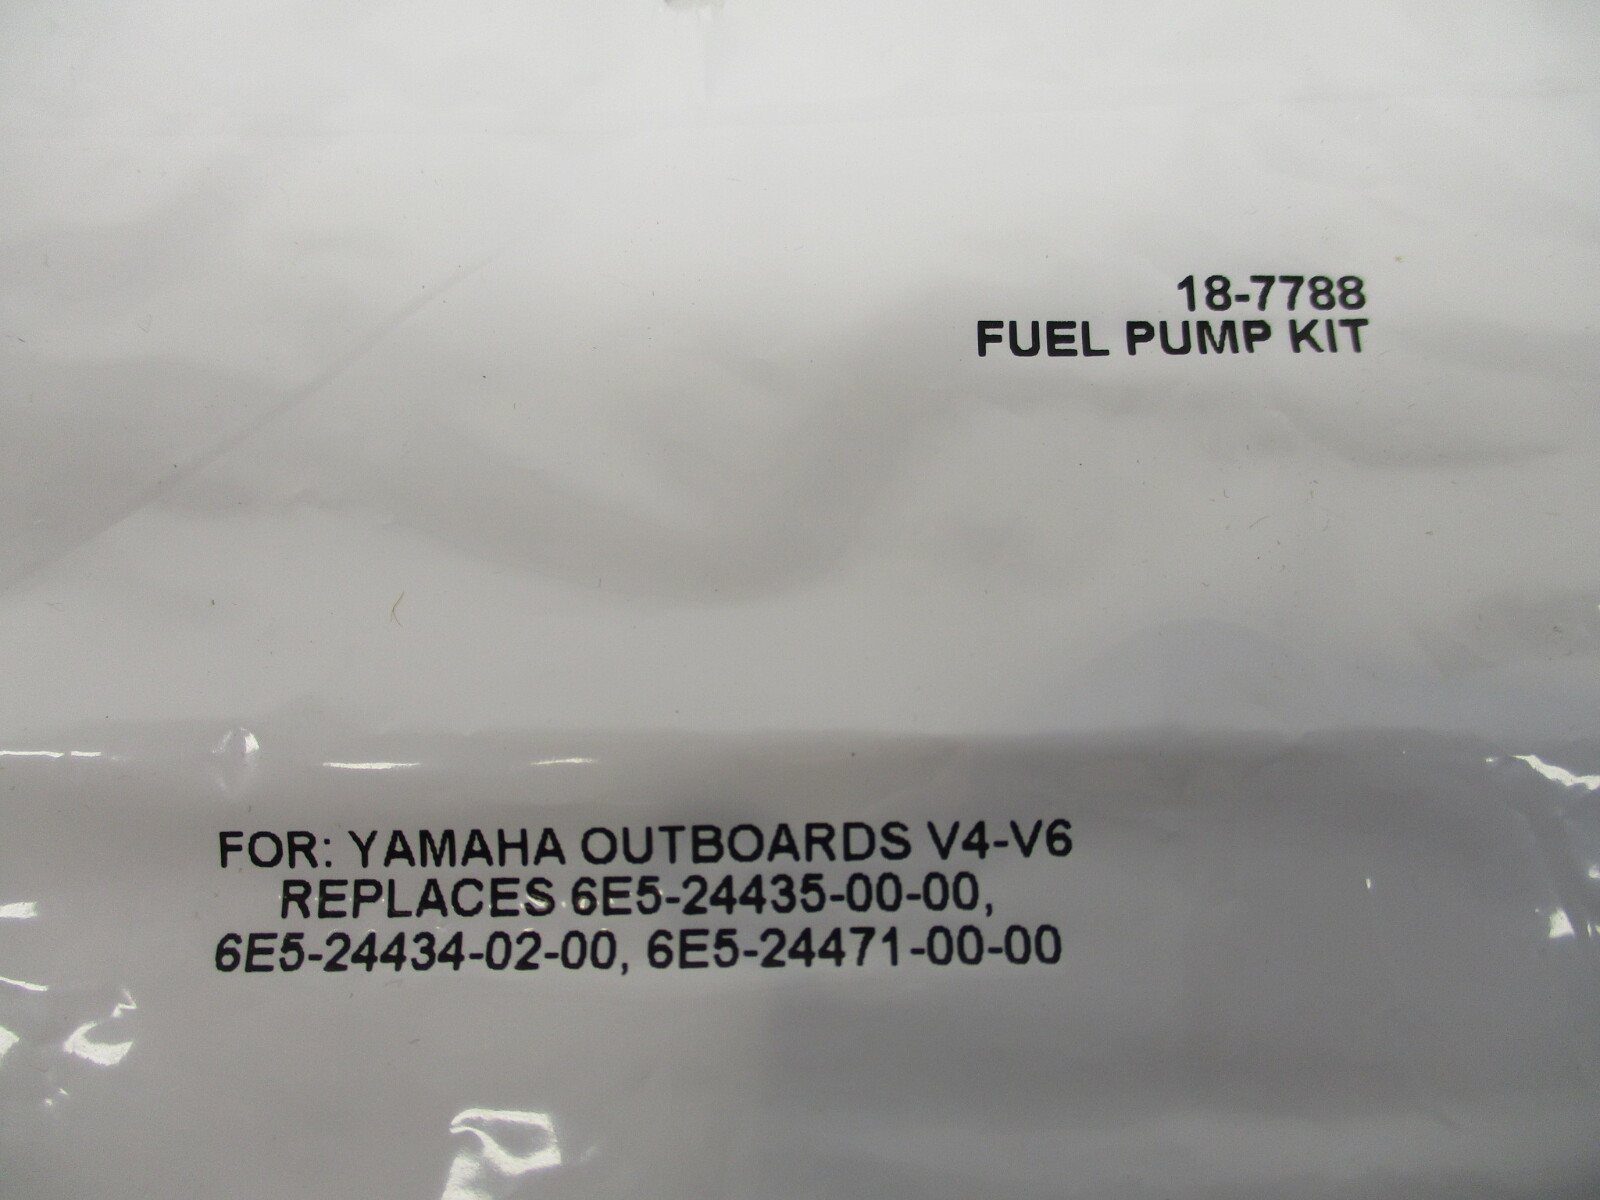 18-7788
FUEL PUMP KIT
FOR: YAMAHA OUTBOARDS V4-V6
REPLACES 6E5-24435-00-00,
6E5-24434-02-00, 6E5-24471-00-00